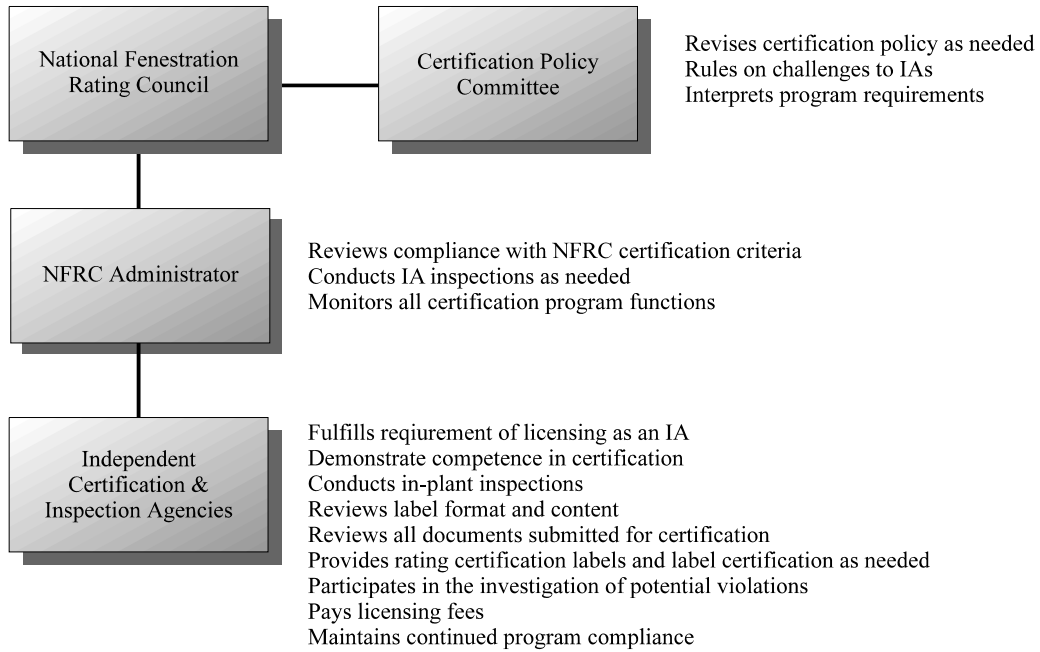 National Fenestration
Rating Council
Certification Policy
Committee
Revises certification policy as needed
Rules on challenges to IAs
Interprets program requirements
NFRC Administrator
Reviews compliance with NFRC certification criteria
Conducts IA inspections as needed
Monitors all certification program functions
Independent
Certification &
Inspection Agencies
Fulfills reqiurement of licensing as an IA
Demonstrate competence in certification
Conducts in-plant inspections
Reviews label format and content
Reviews all documents submitted for certification
Provides rating certification labels and label certification as needed
Participates in the investigation of potential violations
Pays licensing fees
Maintains continued program compliance